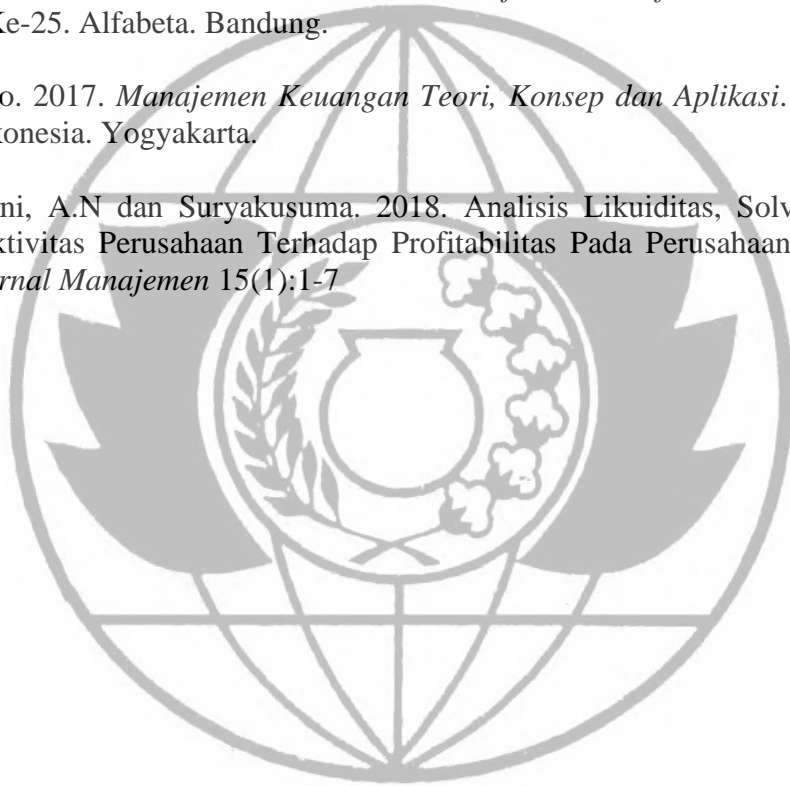 Ke-25. Alfabeta. Bandung.
o. 2017. Manajemen Keuangan Teori, Konsep dan Aplikasi.
konesia. Yogyakarta.
ni, A.N dan Suryakusuma. 2018. Analisis Likuiditas, Solv
ktivitas Perusahaan Terhadap Profitabilitas Pada Perusahaan
rnal Manajemen 15(1):1-7